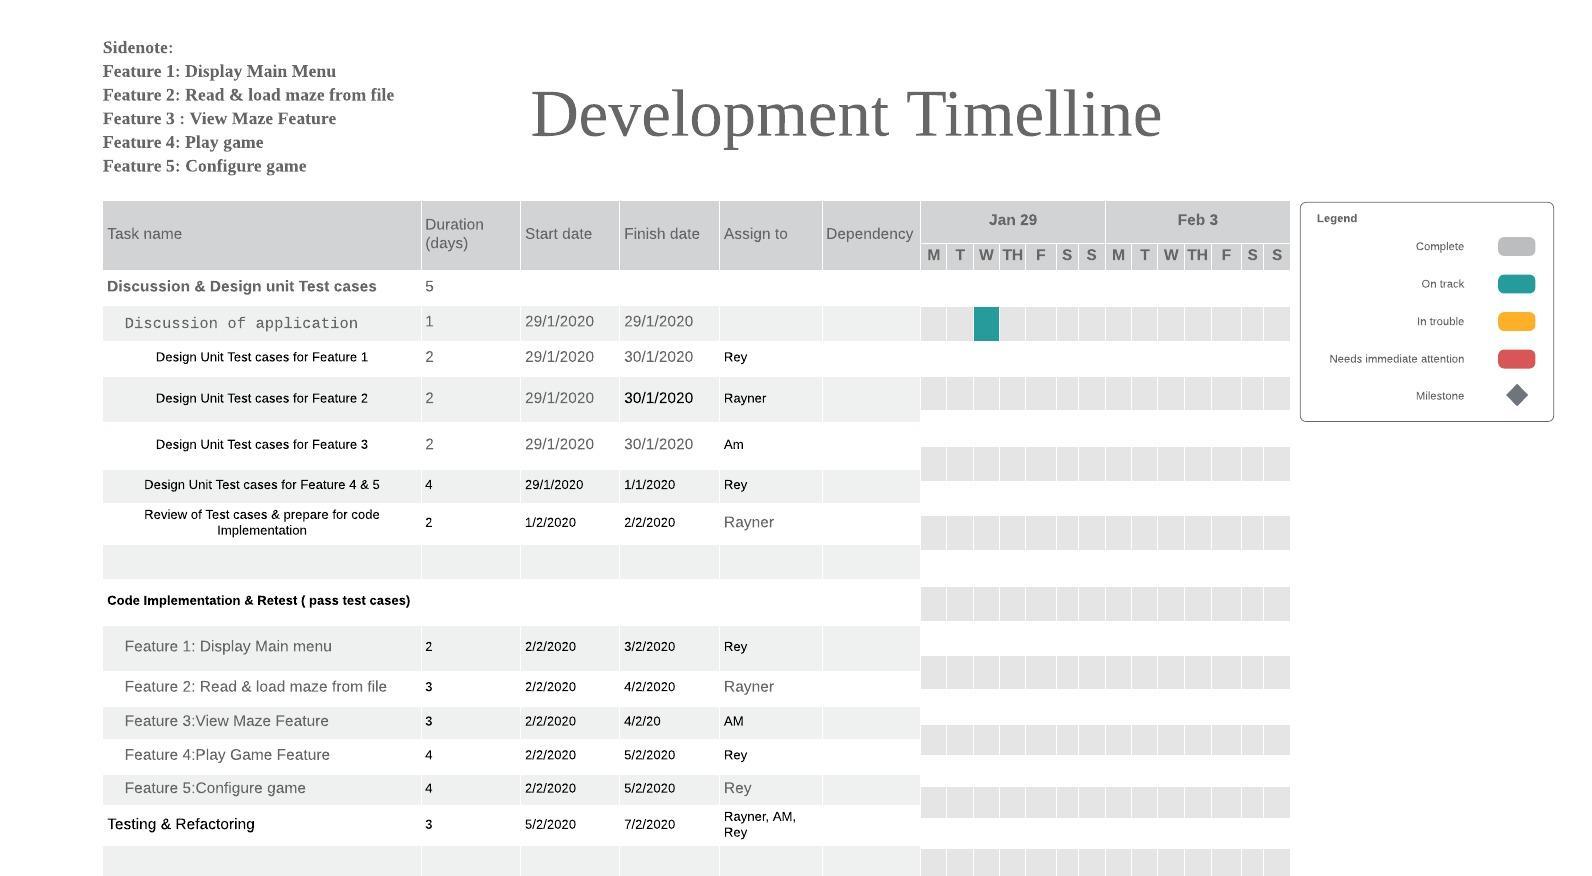 Sidenote:
Feature 1: Display Main Menu
Feature 2: Read & load maze from file
Feature 3 : View Maze Feature
Feature 4: Play game
Feature 5: Configure game
Development Timelline
Task name
Duration
(days)
Start date
Finish date
Assign to
Dependency
Jan 29
Feb 3
M T W TH F S S M T W TH F S S
Legend
Complete
On track
In trouble
Needs immediate attention
Milestone
Discussion & Design unit Test cases 5
Discussion of application 1 29/1/2020 29/1/2020
Design Unit Test cases for Feature 1 2 29/1/2020 30/1/2020 Rey
Design Unit Test cases for Feature 2 2 29/1/2020 30/1/2020 Rayner
Design Unit Test cases for Feature 3 2 29/1/2020 30/1/2020 Am
Design Unit Test cases for Feature 4 & 5 4 29/1/2020 1/1/2020 Rey
Review of Test cases & prepare for code
Implementation
2 1/2/2020 2/2/2020 Rayner
Code Implementation & Retest ( pass test cases)
Feature 1: Display Main menu 2 2/2/2020 3/2/2020 Rey
Feature 2: Read & load maze from file 3 2/2/2020 4/2/2020 Rayner
Feature 3:View Maze Feature 3 2/2/2020 4/2/20 AM
Feature 4:Play Game Feature 4 2/2/2020 5/2/2020 Rey
Feature 5:Configure game 4 2/2/2020 5/2/2020 Rey
Testing & Refactoring 3 5/2/2020 7/2/2020 Rayner, AM,
Rey